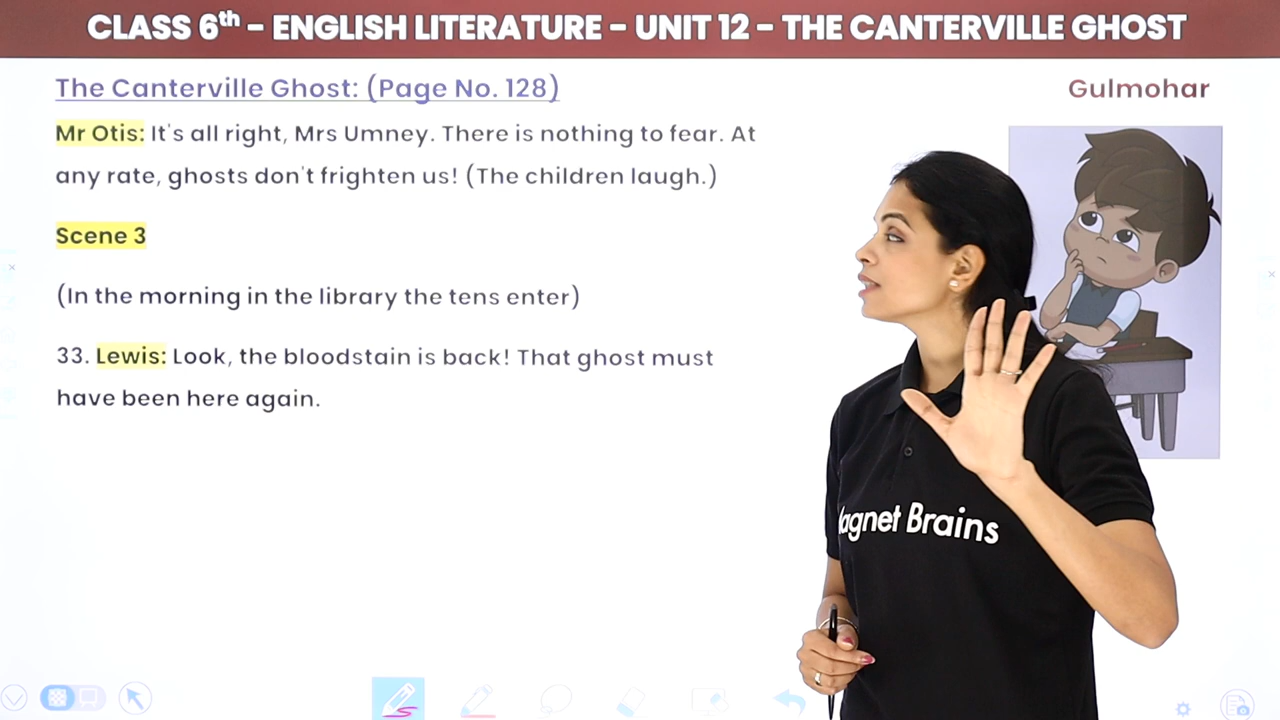 CLASS 6th - ENGLISH LITERATURE - UNIT 12 - THE CANTERVILLE GHOST
The Canterville Ghost: (Page No. 128)
Gulmohar
Mr Otis: It's all right, Mrs Umney. There is nothing to fear. At
any rate, ghosts don't frighten us! (The children laugh.)
Scene 3
(In the morning in the library the tens enter)
33. Lewis: Look, the bloodstain is back! That ghost must
have been here again.
agnet Brains